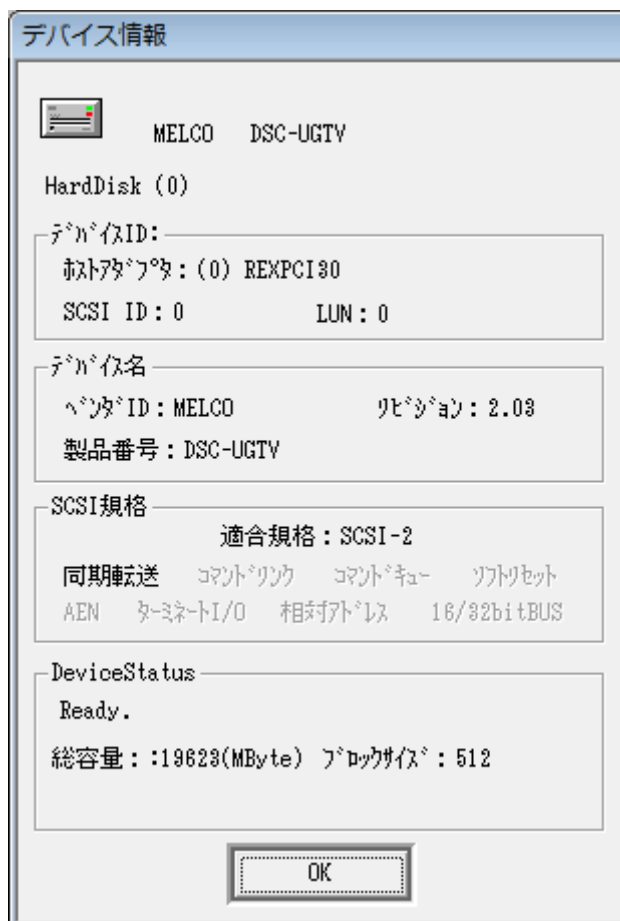 デバイス情報
MELCO DSC-UGTV
HardDisk (0)
ﾃﾞﾊﾞｲｽID:
ﾎｽﾄｱﾀﾞﾌﾟﾀ：(0) REXPCI30
SCSI ID：0 LUN：0
ﾃﾞﾊﾞｲｽ名
ﾍﾞﾝﾀﾞID：MELCO ﾘﾋﾞｼﾞｮﾝ：2.03
製品番号：DSC-UGTV
SCSI規格
適合規格：SCSI-2
同期転送 ｺﾏﾝﾄﾞﾘﾝｸ ｺﾏﾝﾄﾞｷｭｰ ｿﾌﾄﾘｾｯﾄ
AEN ﾀｰﾐﾈｰﾄI/O 相対ｱﾄﾞﾚｽ 16/32bitBUS
DeviceStatus
Ready.
総容量：:19623(MByte) ﾌﾞﾛｯｸｻｲｽﾞ：512
OK